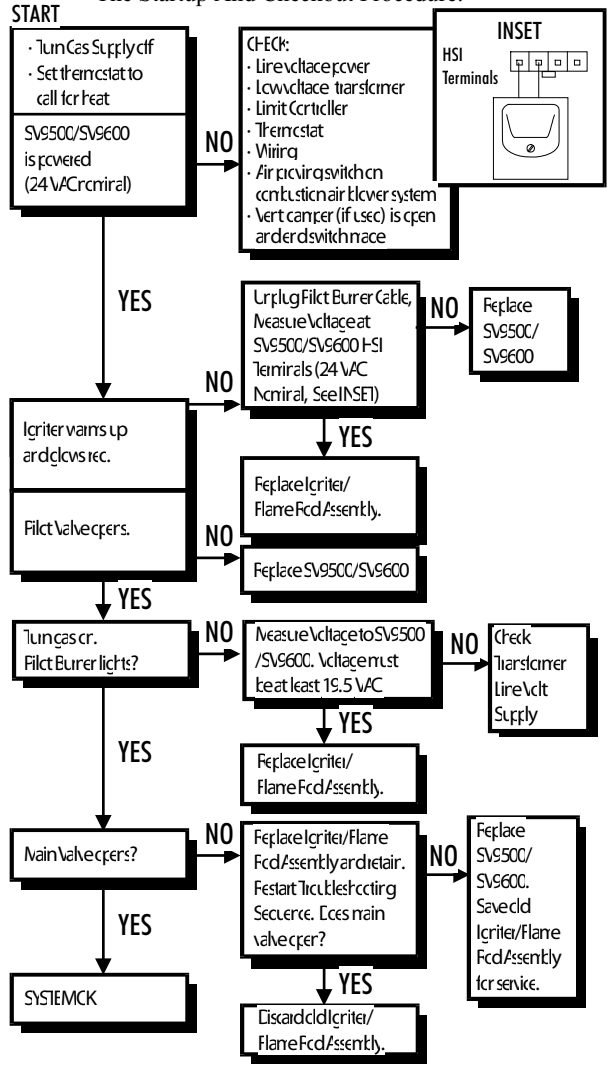 The Startup And Checkout Procedure.
START
· Turn Gas Supply off
· Set thermostat to
call for heat
SV9500/SV9600
is powered
(24 VAC nominal)
NO
CHECK:
· Line voltage power
· Low voltage transformer
· Limit Controller
· Thermostat
· Wiring
· Air proving switch on
combustion air blower system
· Vent damper (if used) is open
and end switch made
INSET
HSI
Terminals
YES
Igniter warms up
and glows red.
NO
Unplug Pilot Burner Cable,
Measure Voltage at
SV9500/SV9600 HSI
Terminals (24 VAC
Nominal, See INSET)
NO
Replace
SV9500/
SV9600
YES
Replace Igniter/
Flame Rod Assembly.
Pilot Valve opens.
NO
Replace SV9500/SV9600
YES
Turn gas on.
Pilot Burner lights?
NO
Measure Voltage to SV9500
/SV9600. Voltage must
be at least 19.5 VAC
NO
Check
Transformer
Line Volt
Supply
YES
Replace Igniter/
Flame Rod Assembly.
YES
Main Valve opens?
NO
Replace Igniter/Flame
Rod Assembly and retain.
Restart Troubleshooting
Sequence. Does main
valve open?
NO
Replace
SV9500/
SV9600.
Save old
Igniter/Flame
Rod Assembly
for service.
YES
Discard old Igniter/
Flame Rod Assembly.
YES
SYSTEM OK